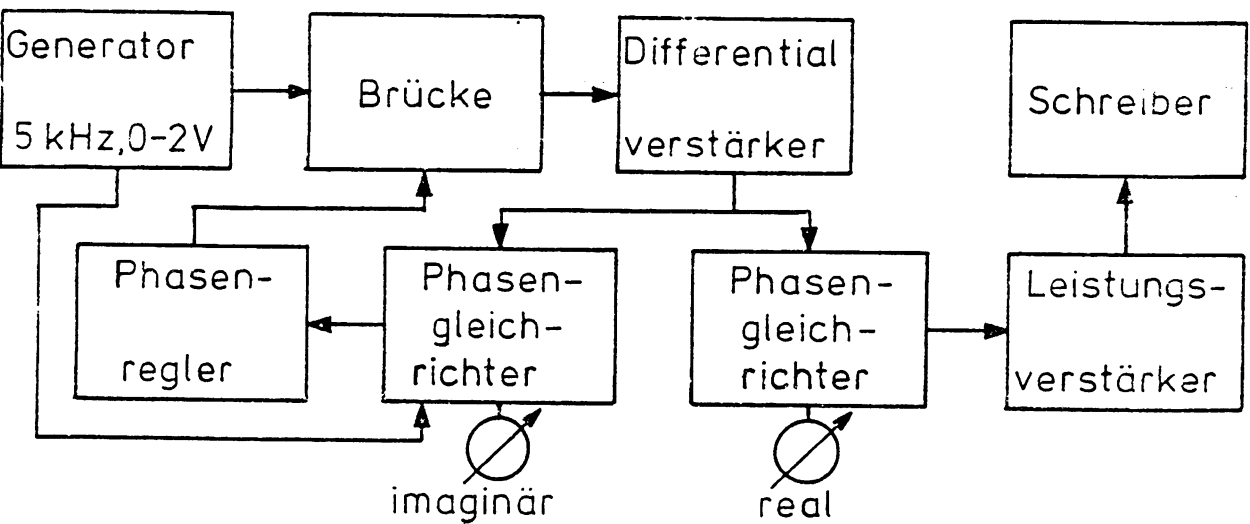 Generator
5 kHz, 0-2V
Brücke
Differential
verstärker
Schreiber
Phasen-
regler
Phasen-
gleich-
richter
Phasen-
gleich-
richter
Leistungs-
verstärker
imaginär
real